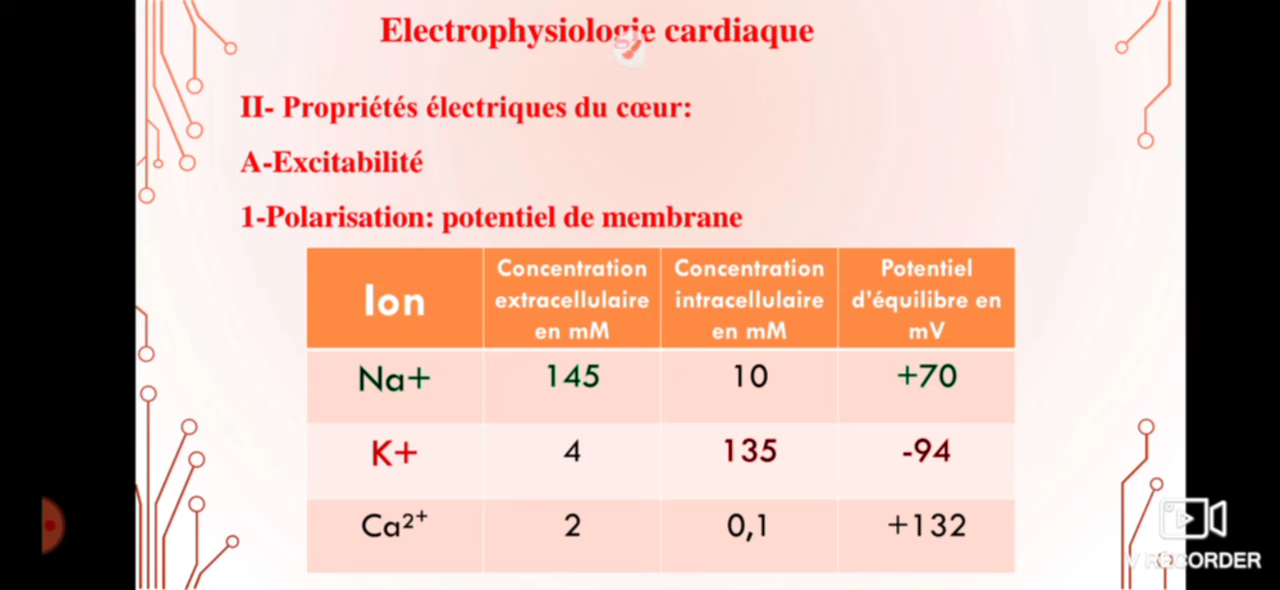 Electrophysiologie cardiaque
II- Propriétés électriques du cœur:
A-Excitabilité
1-Polarisation: potentiel de membrane
Ion
Concentration
extracellulaire
en mM
Concentration
intracellulaire
en mM
Potentiel
d'équilibre en
mV
Na+ 145 10 +70
K+ 4 135 -94
Ca²⁺ 2 0,1 +132
V RECORDER